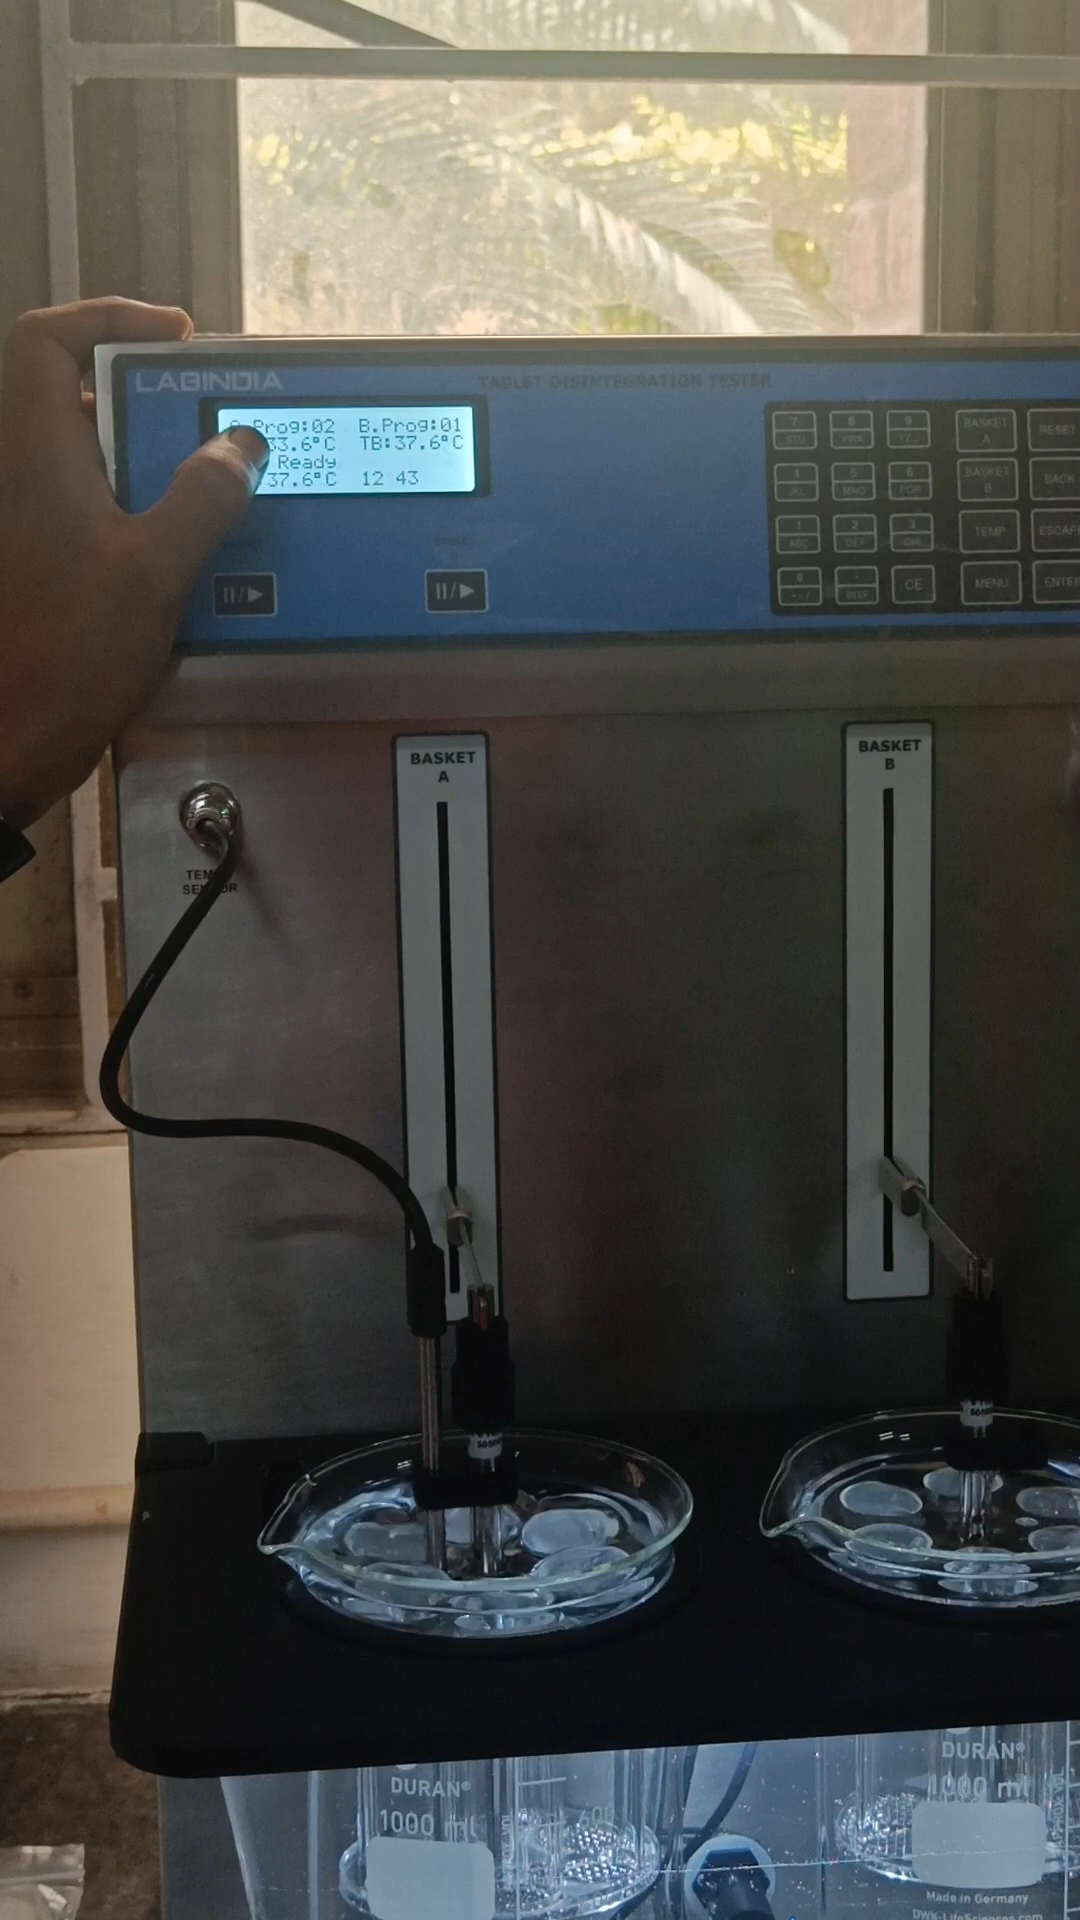 LABINDIA
TABLET DISINTEGRATION TESTER
Prog:02 B.Prog:01
33.6°C TB:37.6°C
Ready
37.6°C 12 43
7 8 9 BASKET A RESET
STU VWX YZ
4 5 6 BASKET B BACK
JKL MNO PQR
1 2 3 TEMP ESCAPE
ABC DEF GHI
0 CE MENU ENTER
II/▶ II/▶
BASKET
A
BASKET
B
TEMP
SENSOR
DURAN®
1000 ml
600
DURAN®
1000 ml
Made in Germany
DWK-LifeSciences.com